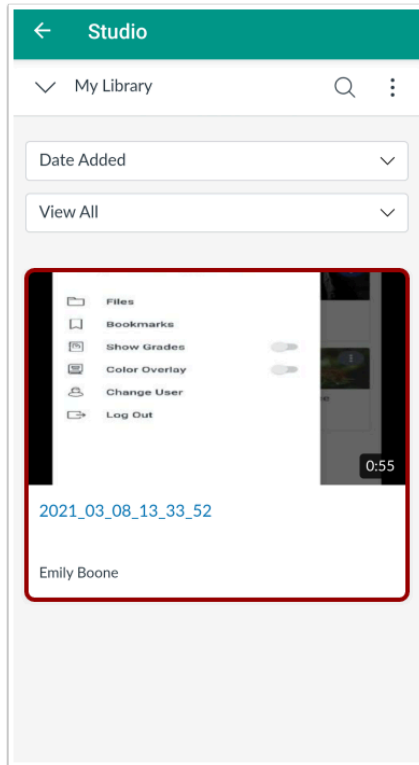 Studio
My Library
Date Added
View All
Files
Bookmarks
Show Grades
Color Overlay
Change User
Log Out
0:55
2021_03_08_13_33_52
Emily Boone